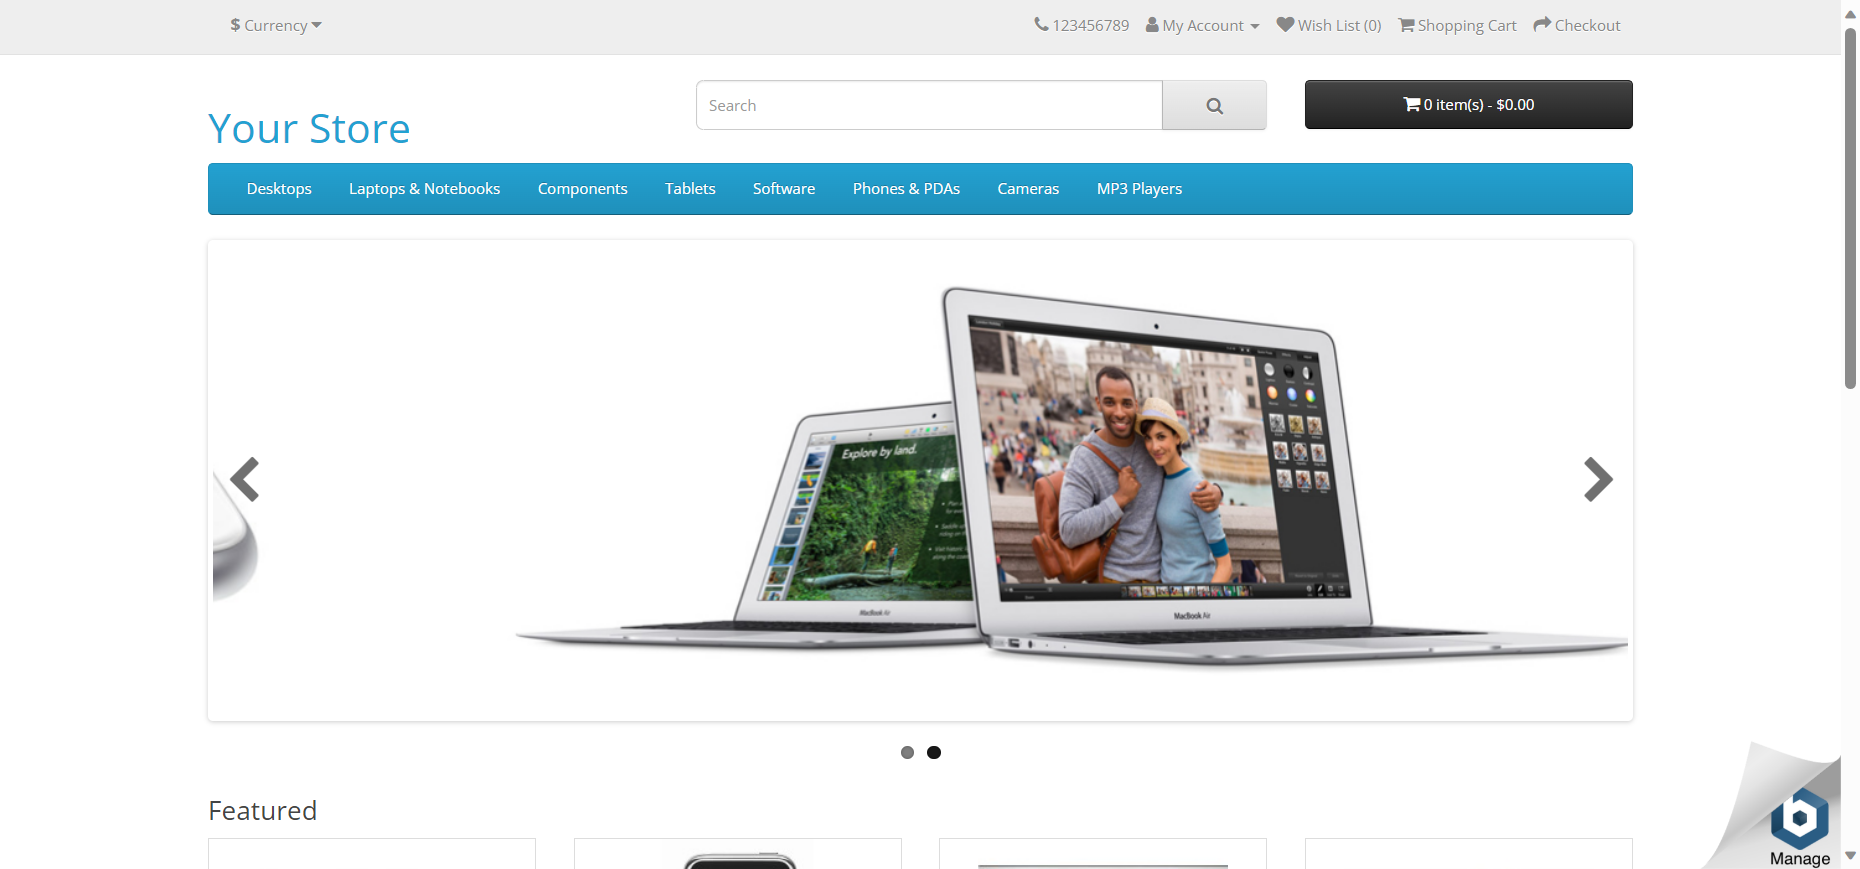 $ Currency
123456789 My Account Wish List (0) Shopping Cart Checkout
Search
0 item(s) - $0.00
Your Store
Desktops Laptops & Notebooks Components Tablets Software Phones & PDAs Cameras MP3 Players
Explore by land.
MacBook Air
MacBook Air
Featured
Manage